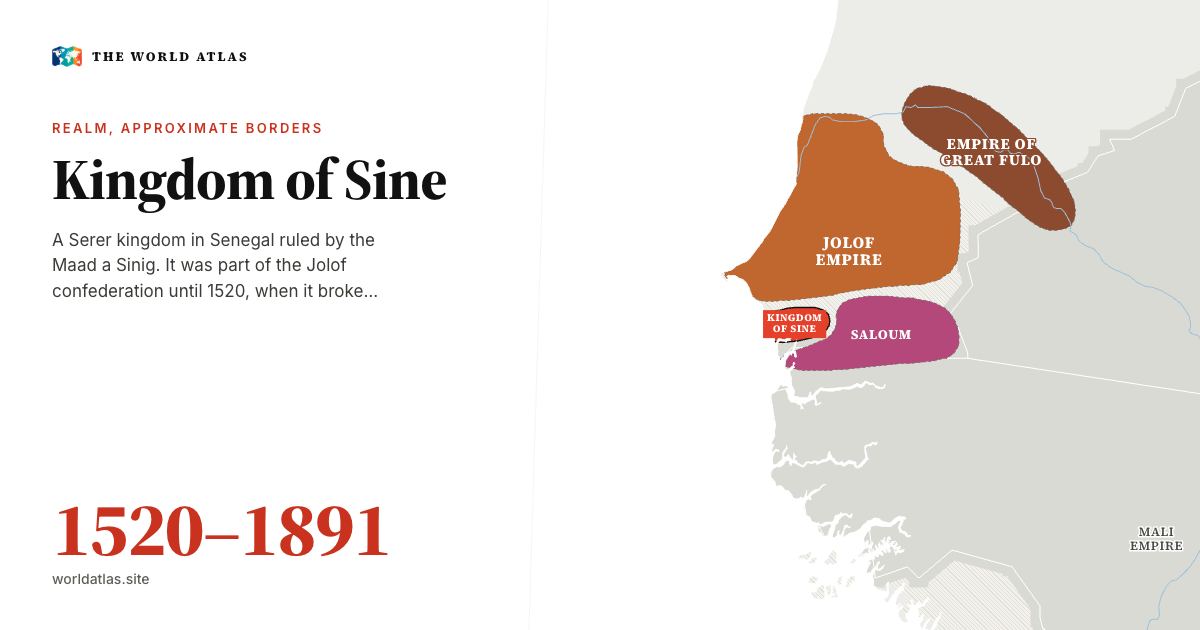 THE WORLD ATLAS
REALM, APPROXIMATE BORDERS
Kingdom of Sine
A Serer kingdom in Senegal ruled by the
Maad a Sinig. It was part of the Jolof
confederation until 1520, when it broke...
1520–1891
worldatlas.site
EMPIRE OF
GREAT FULO
JOLOF
EMPIRE
KINGDOM
OF SINE
SALOUM
MALI
EMPIRE